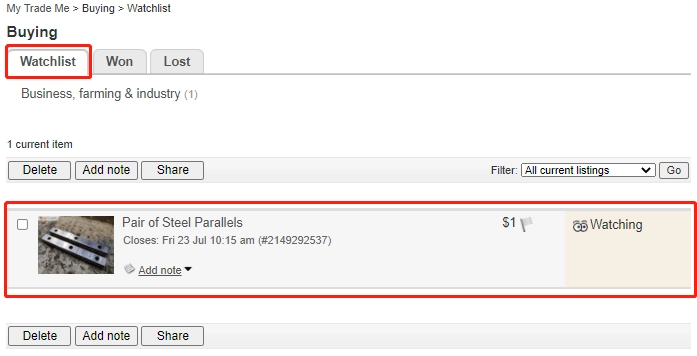 My Trade Me > Buying > Watchlist
Buying
Watchlist Won Lost
Business, farming & industry (1)
1 current item
Delete Add note Share Filter: All current listings Go
Pair of Steel Parallels $1 Watching
Closes: Fri 23 Jul 10:15 am (#2149292537)
Add note
Delete Add note Share